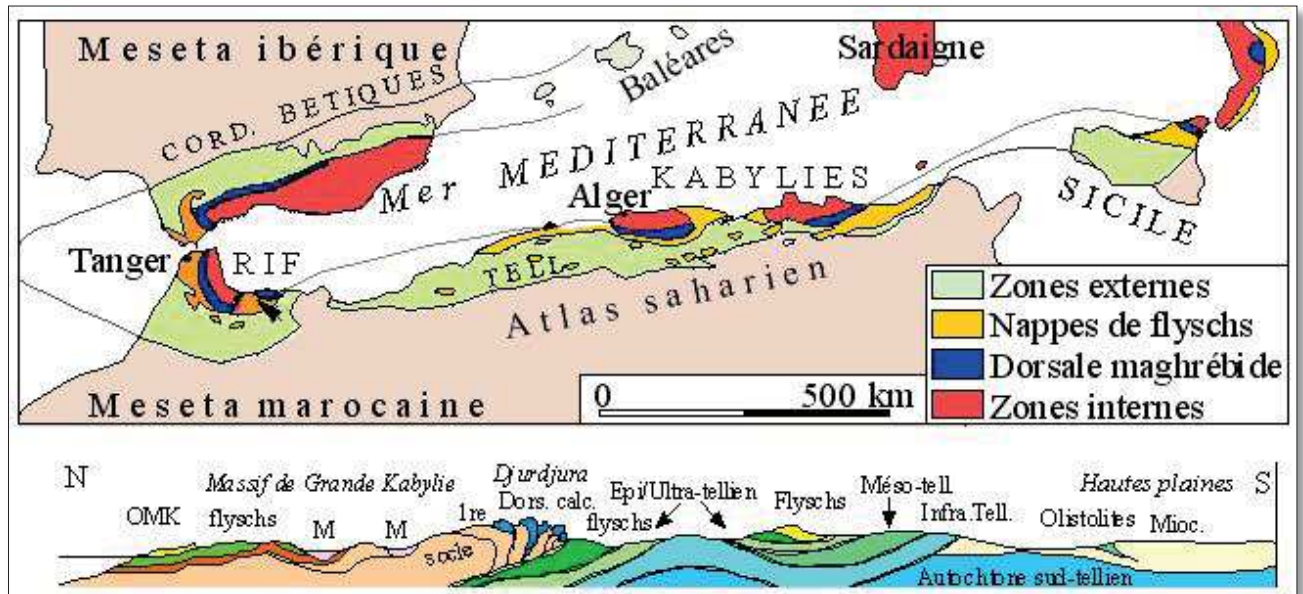 Meseta ibérique
Sardaigne
Baléares
CORD. BETIQUES
Mer MEDITERRANEE
KABYLIES
Alger
SICILE
Tanger
RIF
TELL
Atlas saharien
Meseta marocaine
0 500 km
Zones externes
Nappes de flyschs
Dorsale maghrébide
Zones internes
N
S
Massif de Grande Kabylie
Djurdjura
Hautes plaines
OMK
flyschs
M
M
1re
Dors. calc.
Epi/Ultra-tellien
flyschs
Flyschs
Méso-tell
Infra.Tell.
Olistolites
Mioc.
socle
Autochtone sud-tellien